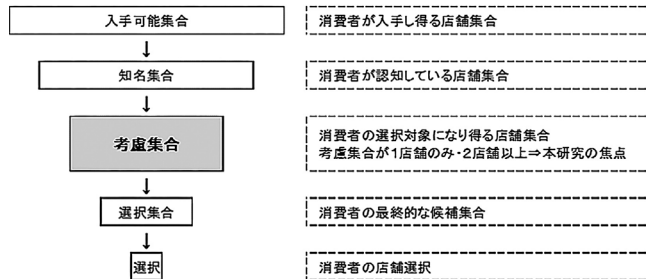 入手可能集合
消費者が入手し得る店舗集合
↓
知名集合
消費者が認知している店舗集合
↓
考慮集合
消費者の選択対象になり得る店舗集合
考慮集合が1店舗のみ・2店舗以上⇒本研究の焦点
↓
選択集合
消費者の最終的な候補集合
↓
選択
消費者の店舗選択